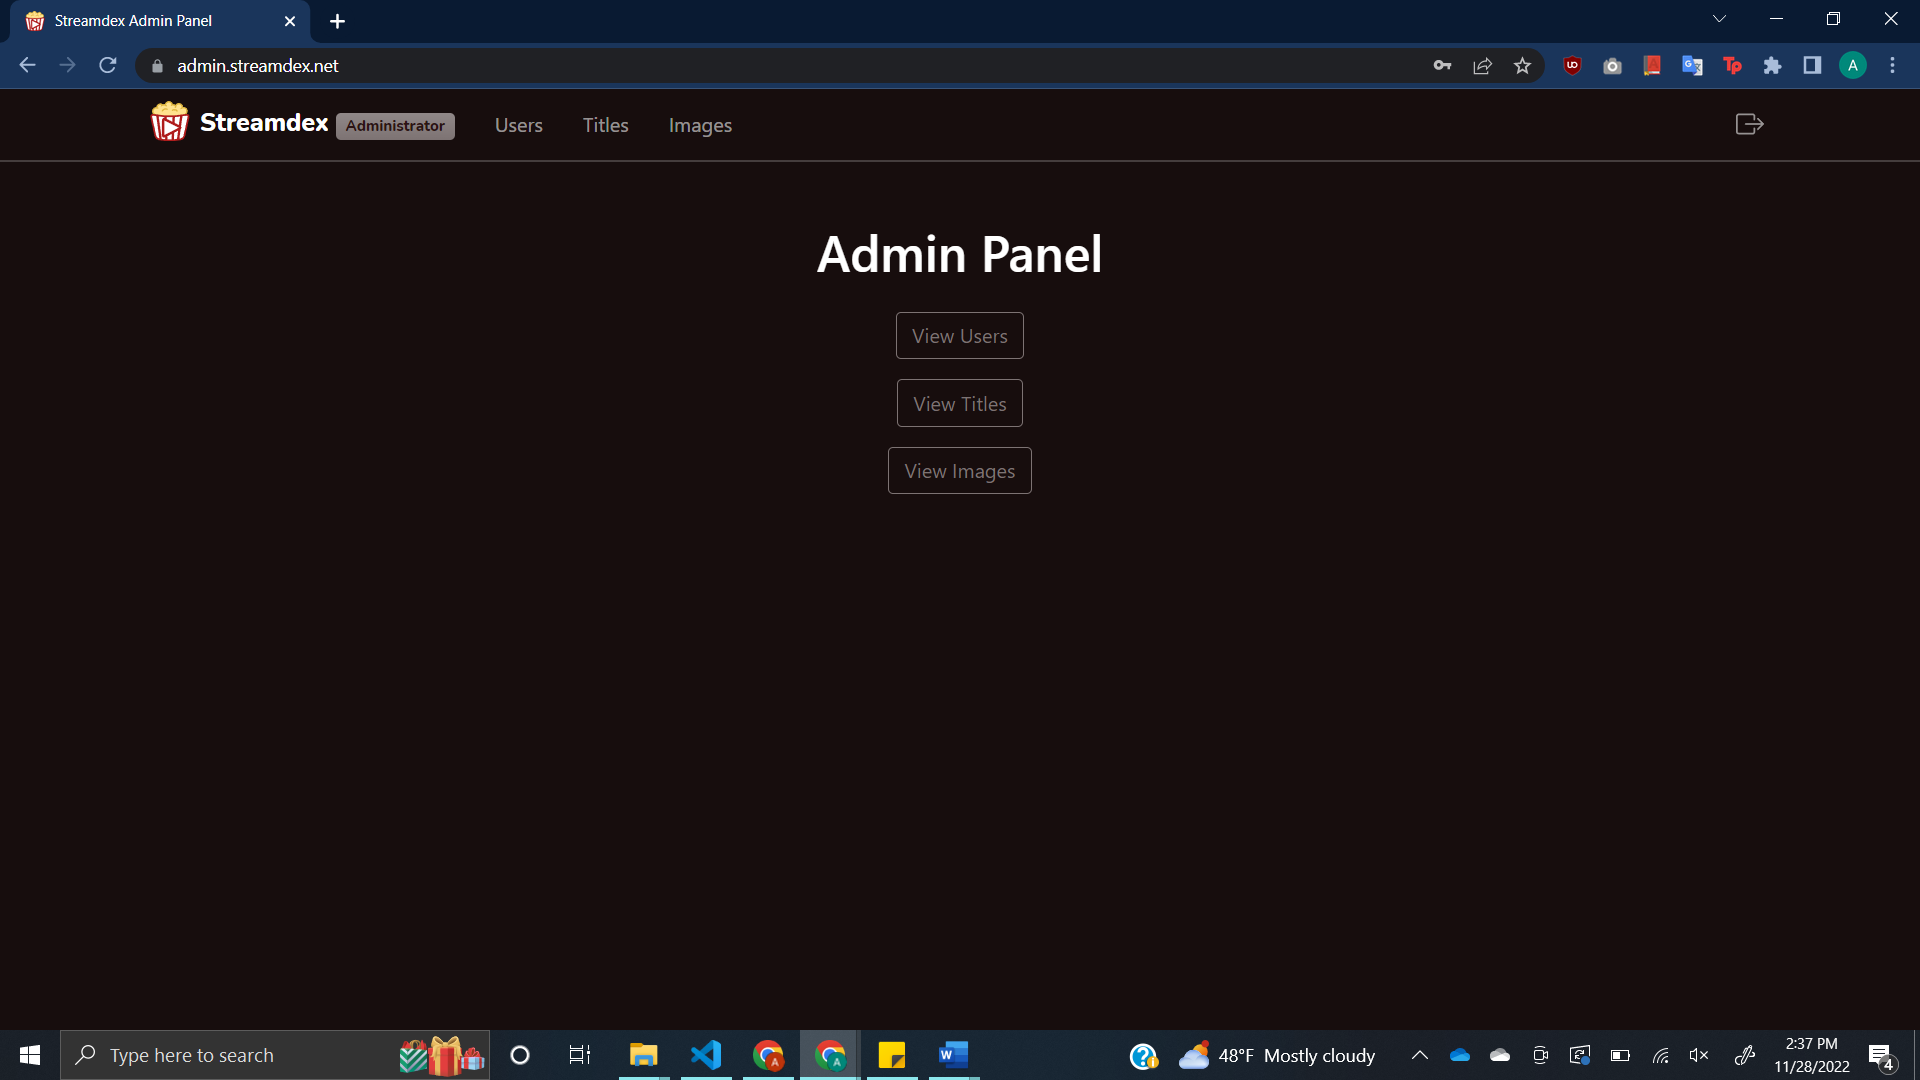 Streamdex Admin Panel
admin.streamdex.net
A
Streamdex Administrator Users Titles Images
Admin Panel
View Users
View Titles
View Images
Type here to search
48°F Mostly cloudy
2:37 PM
11/28/2022
4